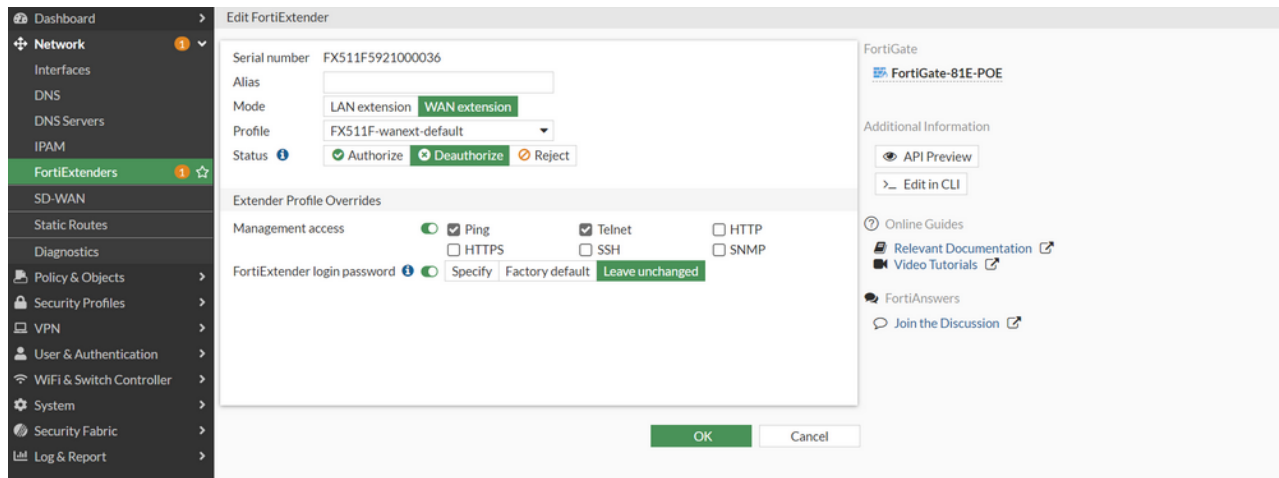 Dashboard
Network 1
Interfaces
DNS
DNS Servers
IPAM
FortiExtenders 1
SD-WAN
Static Routes
Diagnostics
Policy & Objects
Security Profiles
VPN
User & Authentication
WiFi & Switch Controller
System
Security Fabric
Log & Report
Edit FortiExtender
Serial number FX511F5921000036
Alias
Mode LAN extension WAN extension
Profile FX511F-wanext-default
Status Authorize Deauthorize Reject
Extender Profile Overrides
Management access Ping Telnet HTTP
HTTPS SSH SNMP
FortiExtender login password Specify Factory default Leave unchanged
OK Cancel
FortiGate
FortiGate-81E-POE
Additional Information
API Preview
>_ Edit in CLI
Online Guides
Relevant Documentation
Video Tutorials
FortiAnswers
Join the Discussion